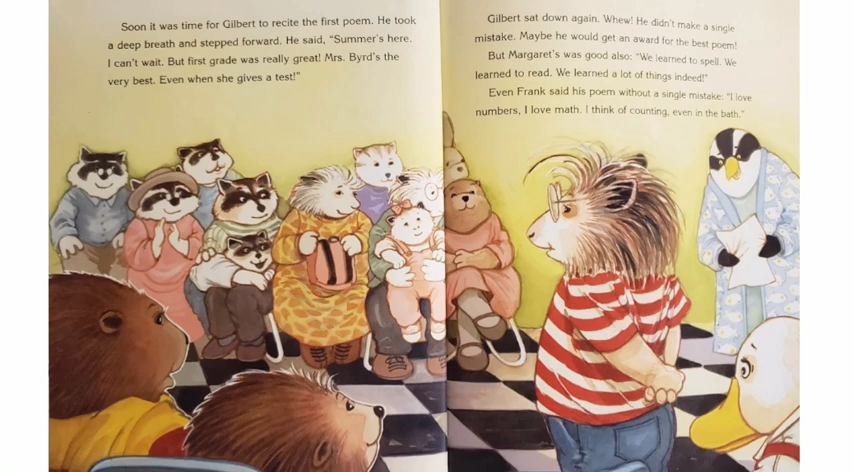 Soon it was time for Gilbert to recite the first poem. He took
a deep breath and stepped forward. He said, "Summer's here.
I can't wait. But first grade was really great! Mrs. Byrd's the
very best. Even when she gives a test!"
Gilbert sat down again. Whew! He didn't make a single
mistake. Maybe he would get an award for the best poem!
But Margaret's was good also: "We learned to spell. We
learned to read. We learned a lot of things indeed!"
Even Frank said his poem without a single mistake: "I love
numbers, I love math. I think of counting, even in the bath."